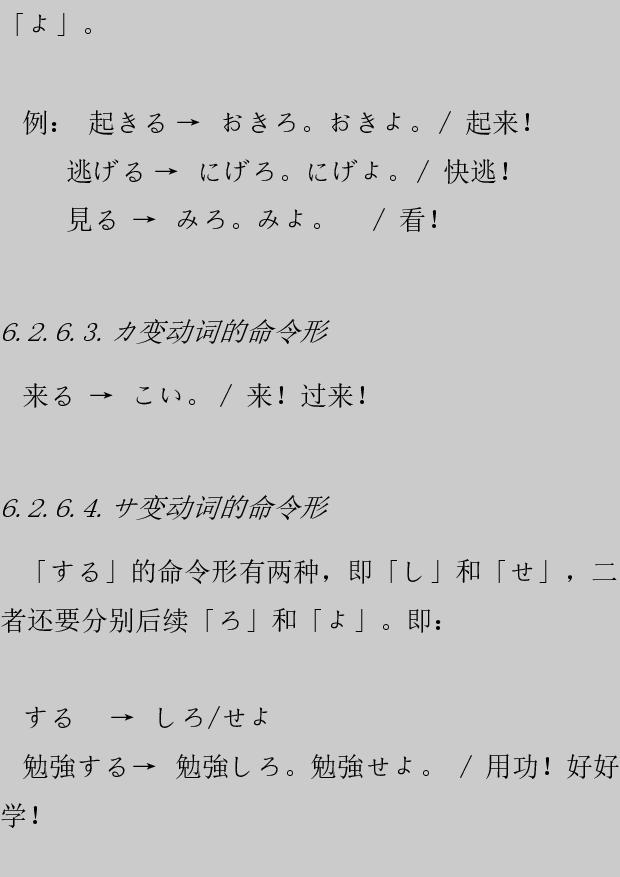 「よ」。
例： 起きる → おきろ。おきよ。/ 起来！
逃げる → にげろ。にげよ。/ 快逃！
見る → みろ。みよ。 / 看！
6.2.6.3. カ变动词的命令形
来る → こい。/ 来！过来！
6.2.6.4. サ变动词的命令形
「する」的命令形有两种，即「し」和「せ」，二
者还要分别后续「ろ」和「よ」。即：
する → しろ/せよ
勉強する→ 勉強しろ。勉強せよ。 / 用功！好好
学！